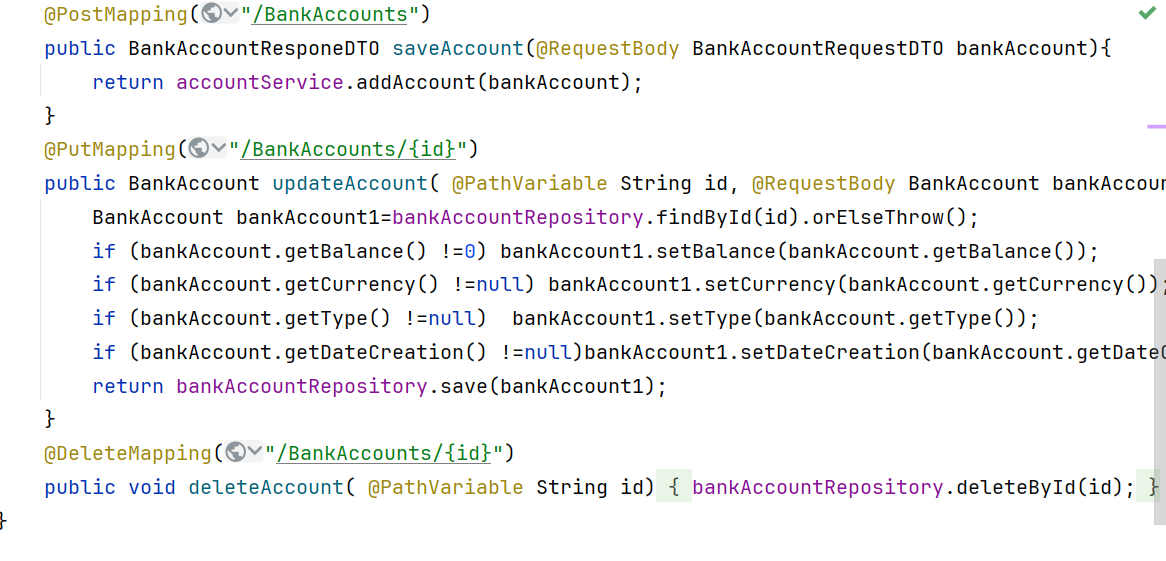 @PostMapping("/BankAccounts")
public BankAccountResponeDTO saveAccount(@RequestBody BankAccountRequestDTO bankAccount){
return accountService.addAccount(bankAccount);
}
@PutMapping("/BankAccounts/{id}")
public BankAccount updateAccount( @PathVariable String id, @RequestBody BankAccount bankAccoun
BankAccount bankAccount1=bankAccountRepository.findById(id).orElseThrow();
if (bankAccount.getBalance() !=0) bankAccount1.setBalance(bankAccount.getBalance());
if (bankAccount.getCurrency() !=null) bankAccount1.setCurrency(bankAccount.getCurrency());
if (bankAccount.getType() !=null)  bankAccount1.setType(bankAccount.getType());
if (bankAccount.getDateCreation() !=null)bankAccount1.setDateCreation(bankAccount.getDateC
return bankAccountRepository.save(bankAccount1);
}
@DeleteMapping("/BankAccounts/{id}")
public void deleteAccount( @PathVariable String id) { bankAccountRepository.deleteById(id); }
}